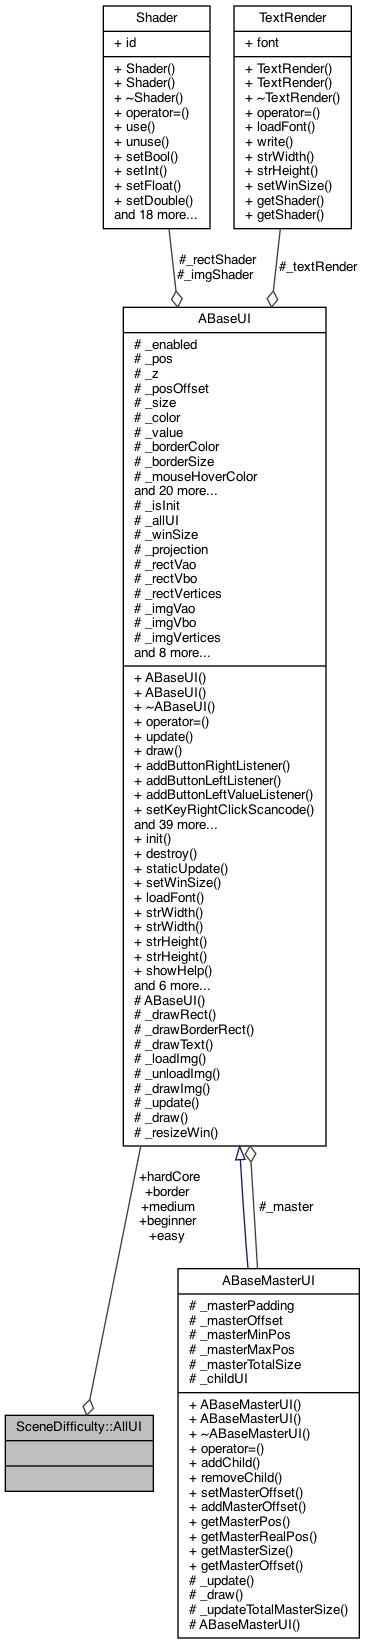 Shader
+ id
+ Shader()
+ Shader()
+ ~Shader()
+ operator=()
+ use()
+ unuse()
+ setBool()
+ setInt()
+ setFloat()
+ setDouble()
and 18 more...
TextRender
+ font
+ TextRender()
+ TextRender()
+ ~TextRender()
+ operator=()
+ loadFont()
+ write()
+ strWidth()
+ strHeight()
+ setWinSize()
+ getShader()
+ getShader()
#_rectShader
#_imgShader
#_textRender
ABaseUI
# _enabled
# _pos
# _z
# _posOffset
# _size
# _color
# _value
# _borderColor
# _borderSize
# _mouseHoverColor
and 20 more...
# _isInit
# _allUI
# _winSize
# _projection
# _rectVao
# _rectVbo
# _rectVertices
# _imgVao
# _imgVbo
# _imgVertices
and 8 more...
+ ABaseUI()
+ ABaseUI()
+ ~ABaseUI()
+ operator=()
+ update()
+ draw()
+ addButtonRightListener()
+ addButtonLeftListener()
+ addButtonLeftValueListener()
+ setKeyRightClickScancode()
and 39 more...
+ init()
+ destroy()
+ staticUpdate()
+ setWinSize()
+ loadFont()
+ strWidth()
+ strWidth()
+ strHeight()
+ strHeight()
+ showHelp()
and 6 more...
# ABaseUI()
# _drawRect()
# _drawBorderRect()
# _drawText()
# _loadImg()
# _unloadImg()
# _drawImg()
# _update()
# _draw()
# _resizeWin()
+hardCore
+border
+medium
+beginner
+easy
#_master
SceneDifficulty::AllUI
ABaseMasterUI
# _masterPadding
# _masterOffset
# _masterMinPos
# _masterMaxPos
# _masterTotalSize
# _childUI
+ ABaseMasterUI()
+ ABaseMasterUI()
+ ~ABaseMasterUI()
+ operator=()
+ addChild()
+ removeChild()
+ setMasterOffset()
+ addMasterOffset()
+ getMasterPos()
+ getMasterRealPos()
+ getMasterSize()
+ getMasterOffset()
# _update()
# _draw()
# _updateTotalMasterSize()
# ABaseMasterUI()